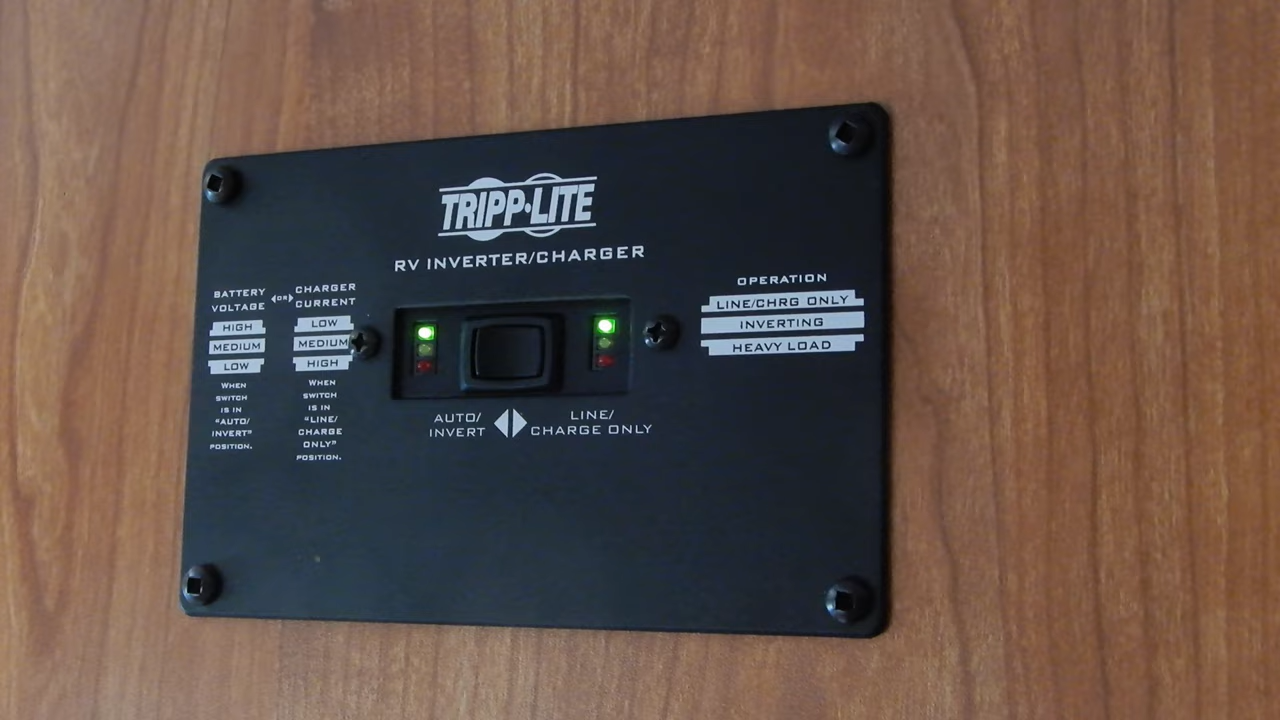 TRIPP·LITE
RV INVERTER/CHARGER
BATTERY
VOLTAGE
OR
CHARGER
CURRENT
HIGH
MEDIUM
LOW
WHEN
SWITCH
IS IN
"AUTO/
INVERT"
POSITION.
LOW
MEDIUM
HIGH
WHEN
SWITCH
IS IN
"LINE/
CHARGE
ONLY"
POSITION.
AUTO/
INVERT
LINE/
CHARGE ONLY
OPERATION
LINE/CHRG ONLY
INVERTING
HEAVY LOAD